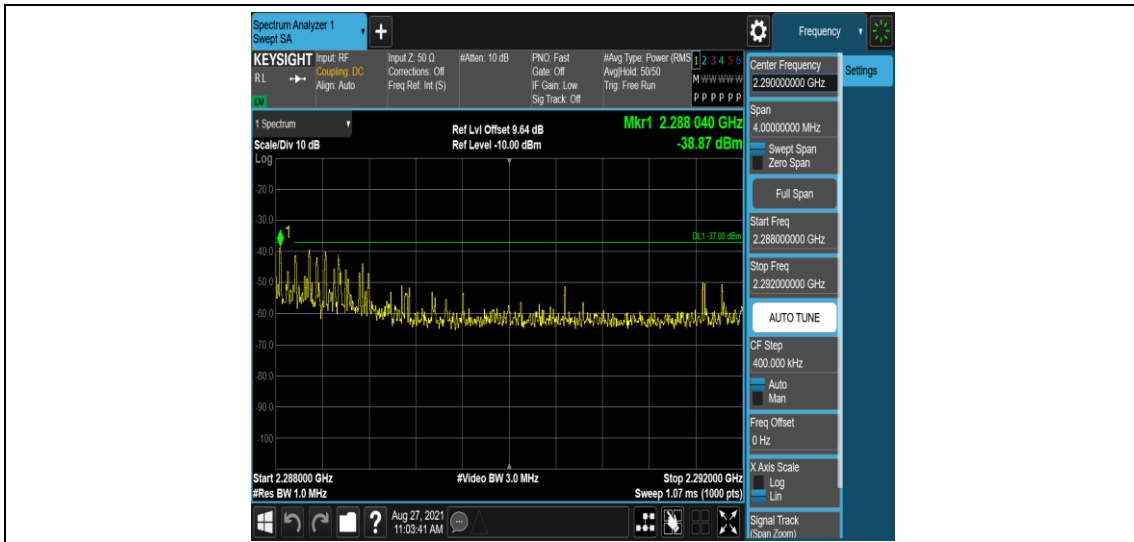 Spectrum Analyzer 1
Swept SA
+
Frequency
KEYSIGHT
RL
LXI
Input: RF
Coupling: DC
Align: Auto
Input Z: 50 Ω
Corrections: Off
Freq Ref: Int (S)
#Atten: 10 dB
PNO: Fast
Gate: Off
IF Gain: Low
Sig Track: Off
#Avg Type: Power (RMS
Avg|Hold: 50/50
Trig: Free Run
1 2 3 4 5 6
M W W W W W
P P P P P P
1 Spectrum
Scale/Div 10 dB
Log
Ref Lvl Offset 9.64 dB
Ref Level -10.00 dBm
Mkr1 2.288 040 GHz
-38.87 dBm
-20.0
-30.0
1
DL1 -37.00 dBm
-40.0
-50.0
-60.0
-70.0
-80.0
-90.0
-100
Start 2.288000 GHz
#Res BW 1.0 MHz
#Video BW 3.0 MHz
Stop 2.292000 GHz
Sweep 1.07 ms (1000 pts)
?
Aug 27, 2021
11:03:41 AM
Center Frequency
2.290000000 GHz
Settings
Span
4.00000000 MHz
Swept Span
Zero Span
Full Span
Start Freq
2.288000000 GHz
Stop Freq
2.292000000 GHz
AUTO TUNE
CF Step
400.000 kHz
Auto
Man
Freq Offset
0 Hz
X Axis Scale
Log
Lin
Signal Track
(Span Zoom)